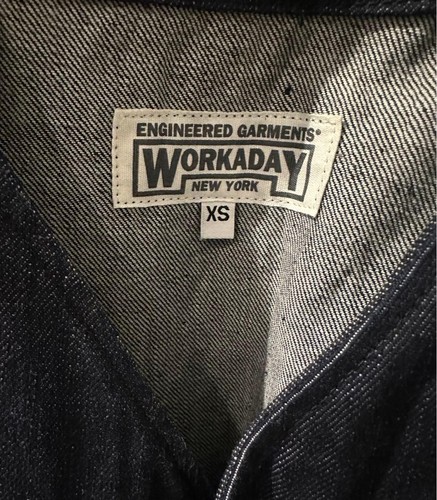 ENGINEERED GARMENTS®
WORKADAY
NEW YORK
XS